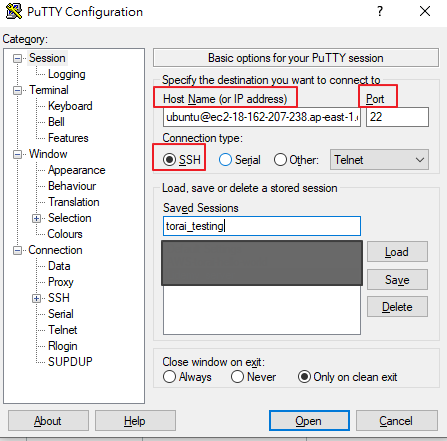 PuTTY Configuration
Category:
Session
Logging
Terminal
Keyboard
Bell
Features
Window
Appearance
Behaviour
Translation
Selection
Colours
Connection
Data
Proxy
SSH
Serial
Telnet
Rlogin
SUPDUP
Basic options for your PuTTY session
Specify the destination you want to connect to
Host Name (or IP address) Port
ubuntu@ec2-18-162-207-238.ap-east-1. 22
Connection type:
SSH Serial Other: Telnet
Load, save or delete a stored session
Saved Sessions
torai_testing
Load
Save
Delete
Close window on exit:
Always Never Only on clean exit
About Help Open Cancel